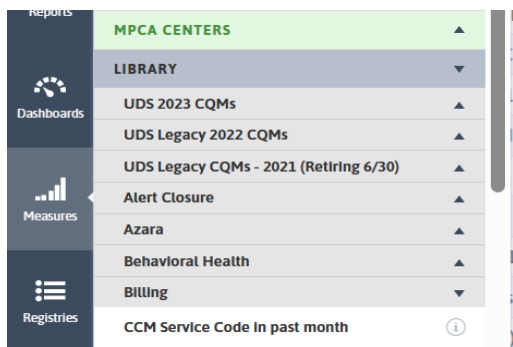 Reports
Dashboards
Measures
Registries
MPCA CENTERS
LIBRARY
UDS 2023 CQMs
UDS Legacy 2022 CQMs
UDS Legacy CQMs - 2021 (Retiring 6/30)
Alert Closure
Azara
Behavioral Health
Billing
CCM Service Code in past month